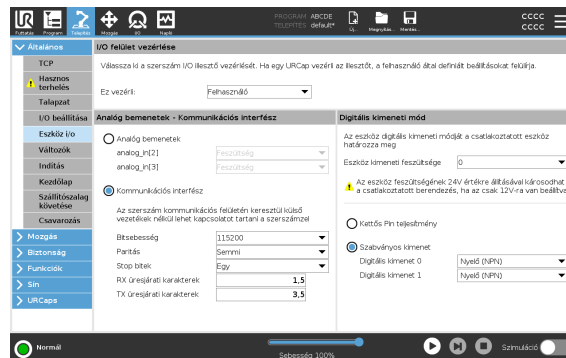 PROGRAM ABCDE
TELEPÍTÉS default*
Futtatás Program Telepítés Mozgás I/O Napló Új... Megnyitás... Mentés...
CCCC
CCCC
Általános
TCP
Hasznos terhelés
Talapzat
I/O beállítása
Eszköz i/o
Változók
Indítás
Kezdőlap
Szállítószalag követése
Csavarozás
Mozgás
Biztonság
Funkciók
Sín
URCaps
I/O felület vezérlése
Válassza ki a szerszám I/O illesztő vezérlését. Ha egy URCap vezérli az illesztőt, a felhasználó által definiált beállításokat felülírja.
Ez vezérli: Felhasználó
Analóg bemenetek - Kommunikációs interfész
Analóg bemenetek
analog_in[2] Feszültség
analog_in[3] Feszültség
Kommunikációs interfész
Az szerszám kommunikációs felületén keresztül külső
vezetékek nélkül lehet kapcsolatot tartani a szerszámmal
Bitsebesség 115200
Paritás Semmi
Stop bitek Egy
RX üresjárati karakterek 1,5
TX üresjárati karakterek 3,5
Digitális kimeneti mód
Az eszköz digitális kimeneti módját a csatlakoztatott eszköz
határozza meg
Eszköz kimeneti feszültsége 0
Az eszköz feszültségének 24V értékre állításával károsodhat
a csatlakoztatott berendezés, ha az csak 12V-ra van beállítva
Kettős Pin teljesítmény
Szabványos kimenet
Digitális kimenet 0 Nyelő (NPN)
Digitális kimenet 1 Nyelő (NPN)
Normál
Sebesség 100%
Szimuláció